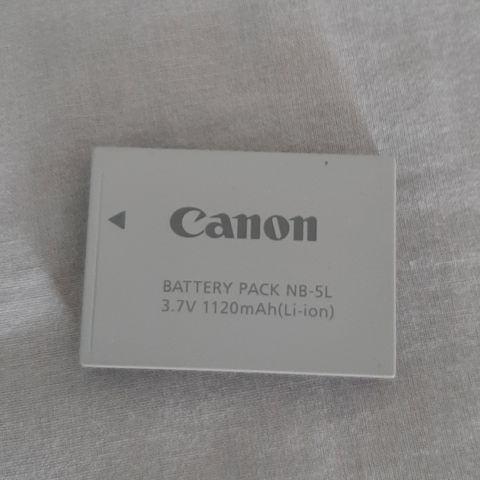 Canon
BATTERY PACK NB-5L
3.7V 1120mAh(Li-ion)